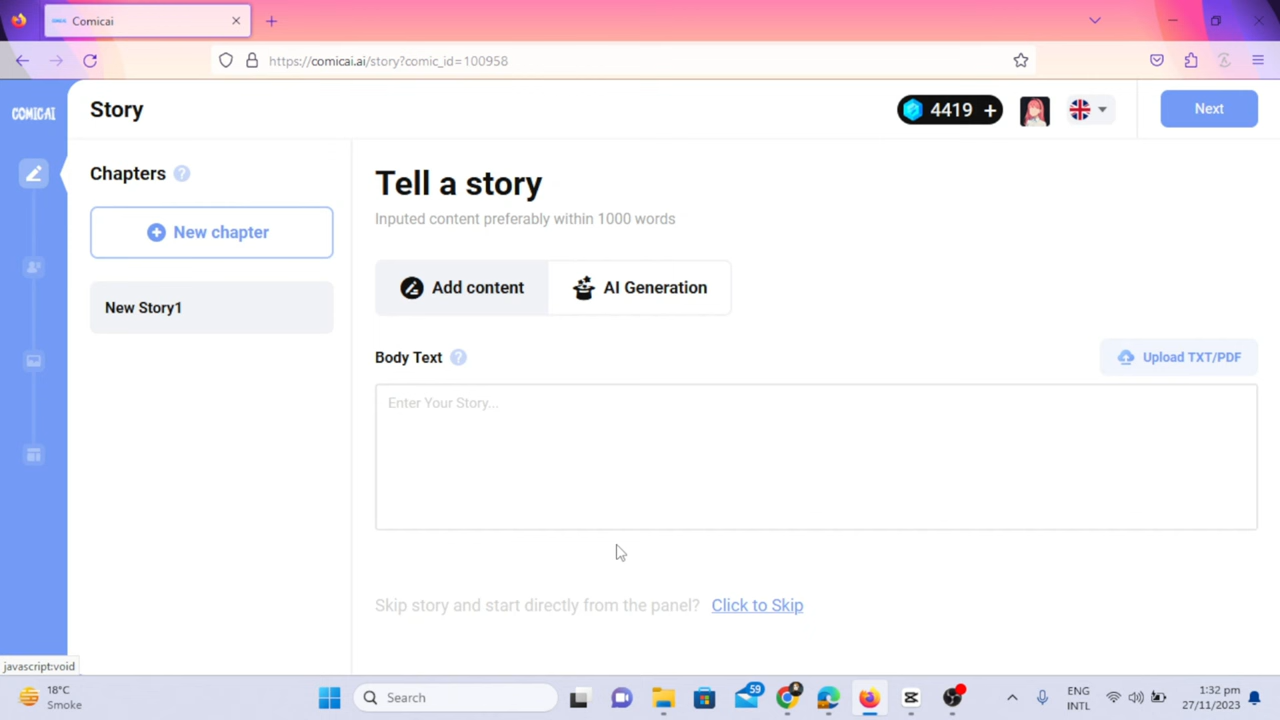 Comicai
https://comicai.ai/story?comic_id=100958
COMICAI
Story
4419 +
Next
Chapters ?
New chapter
New Story1
Tell a story
Inputed content preferably within 1000 words
Add content
AI Generation
Body Text ?
Upload TXT/PDF
Enter Your Story...
Skip story and start directly from the panel? Click to Skip
javascript:void
18°C
Smoke
Search
59
ENG
INTL
1:32 pm
27/11/2023